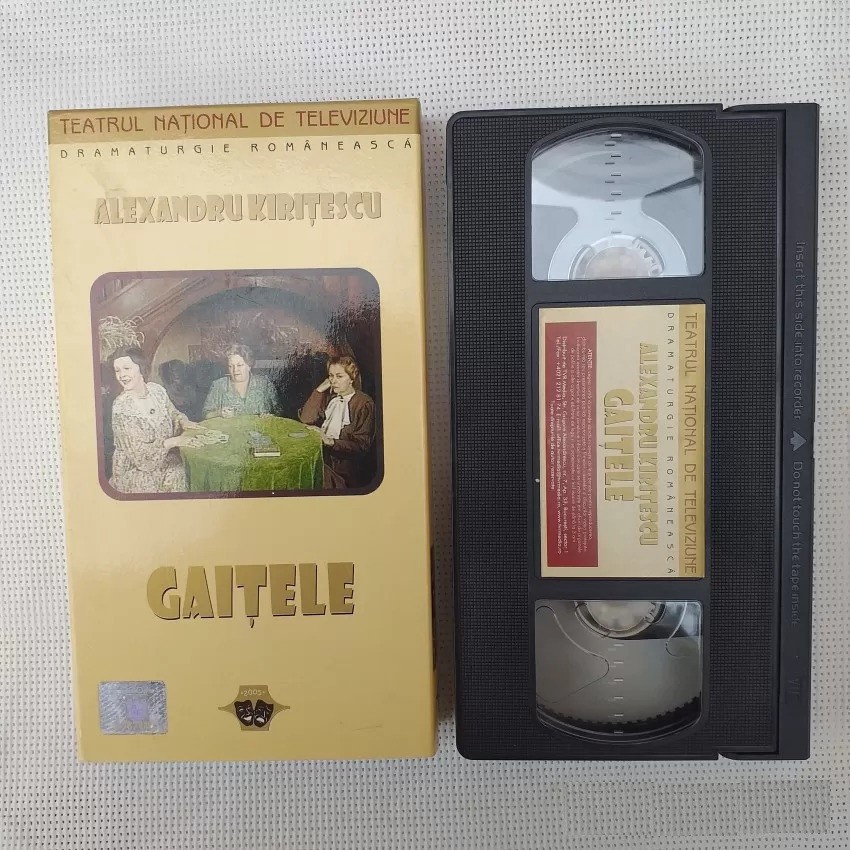 TEATRUL NAȚIONAL DE TELEVIZIUNE
DRAMATURGIE ROMÂNEASCĂ
ALEXANDRU KIRIȚESCU
GAIȚELE
2005
TEATRUL NAȚIONAL DE TELEVIZIUNE
DRAMATURGIE ROMÂNEASCĂ
ALEXANDRU KIRIȚESCU
GAIȚELE
ATENȚIE
Insert this side into recorder
Do not touch the tape inside